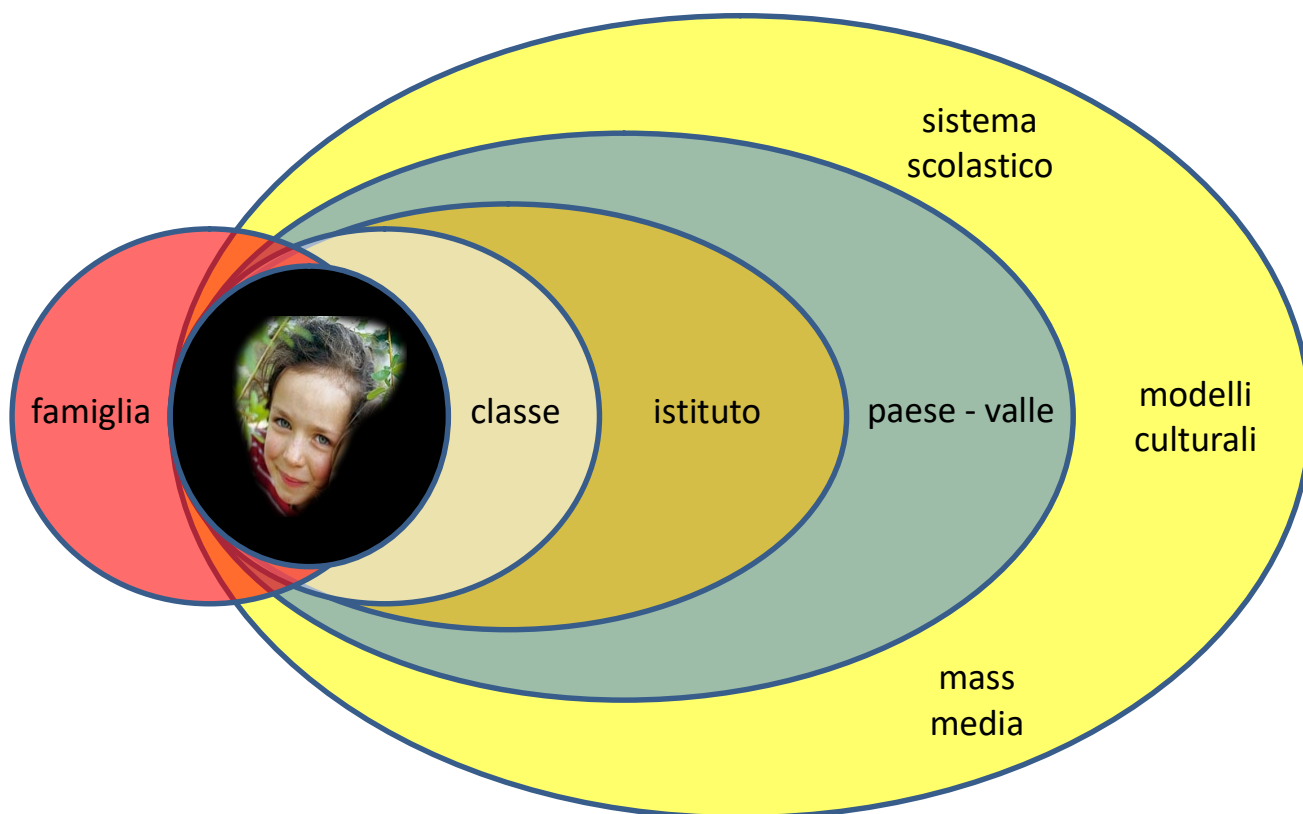 sistema
scolastico
famiglia
classe
istituto
paese - valle
modelli
culturali
mass
media